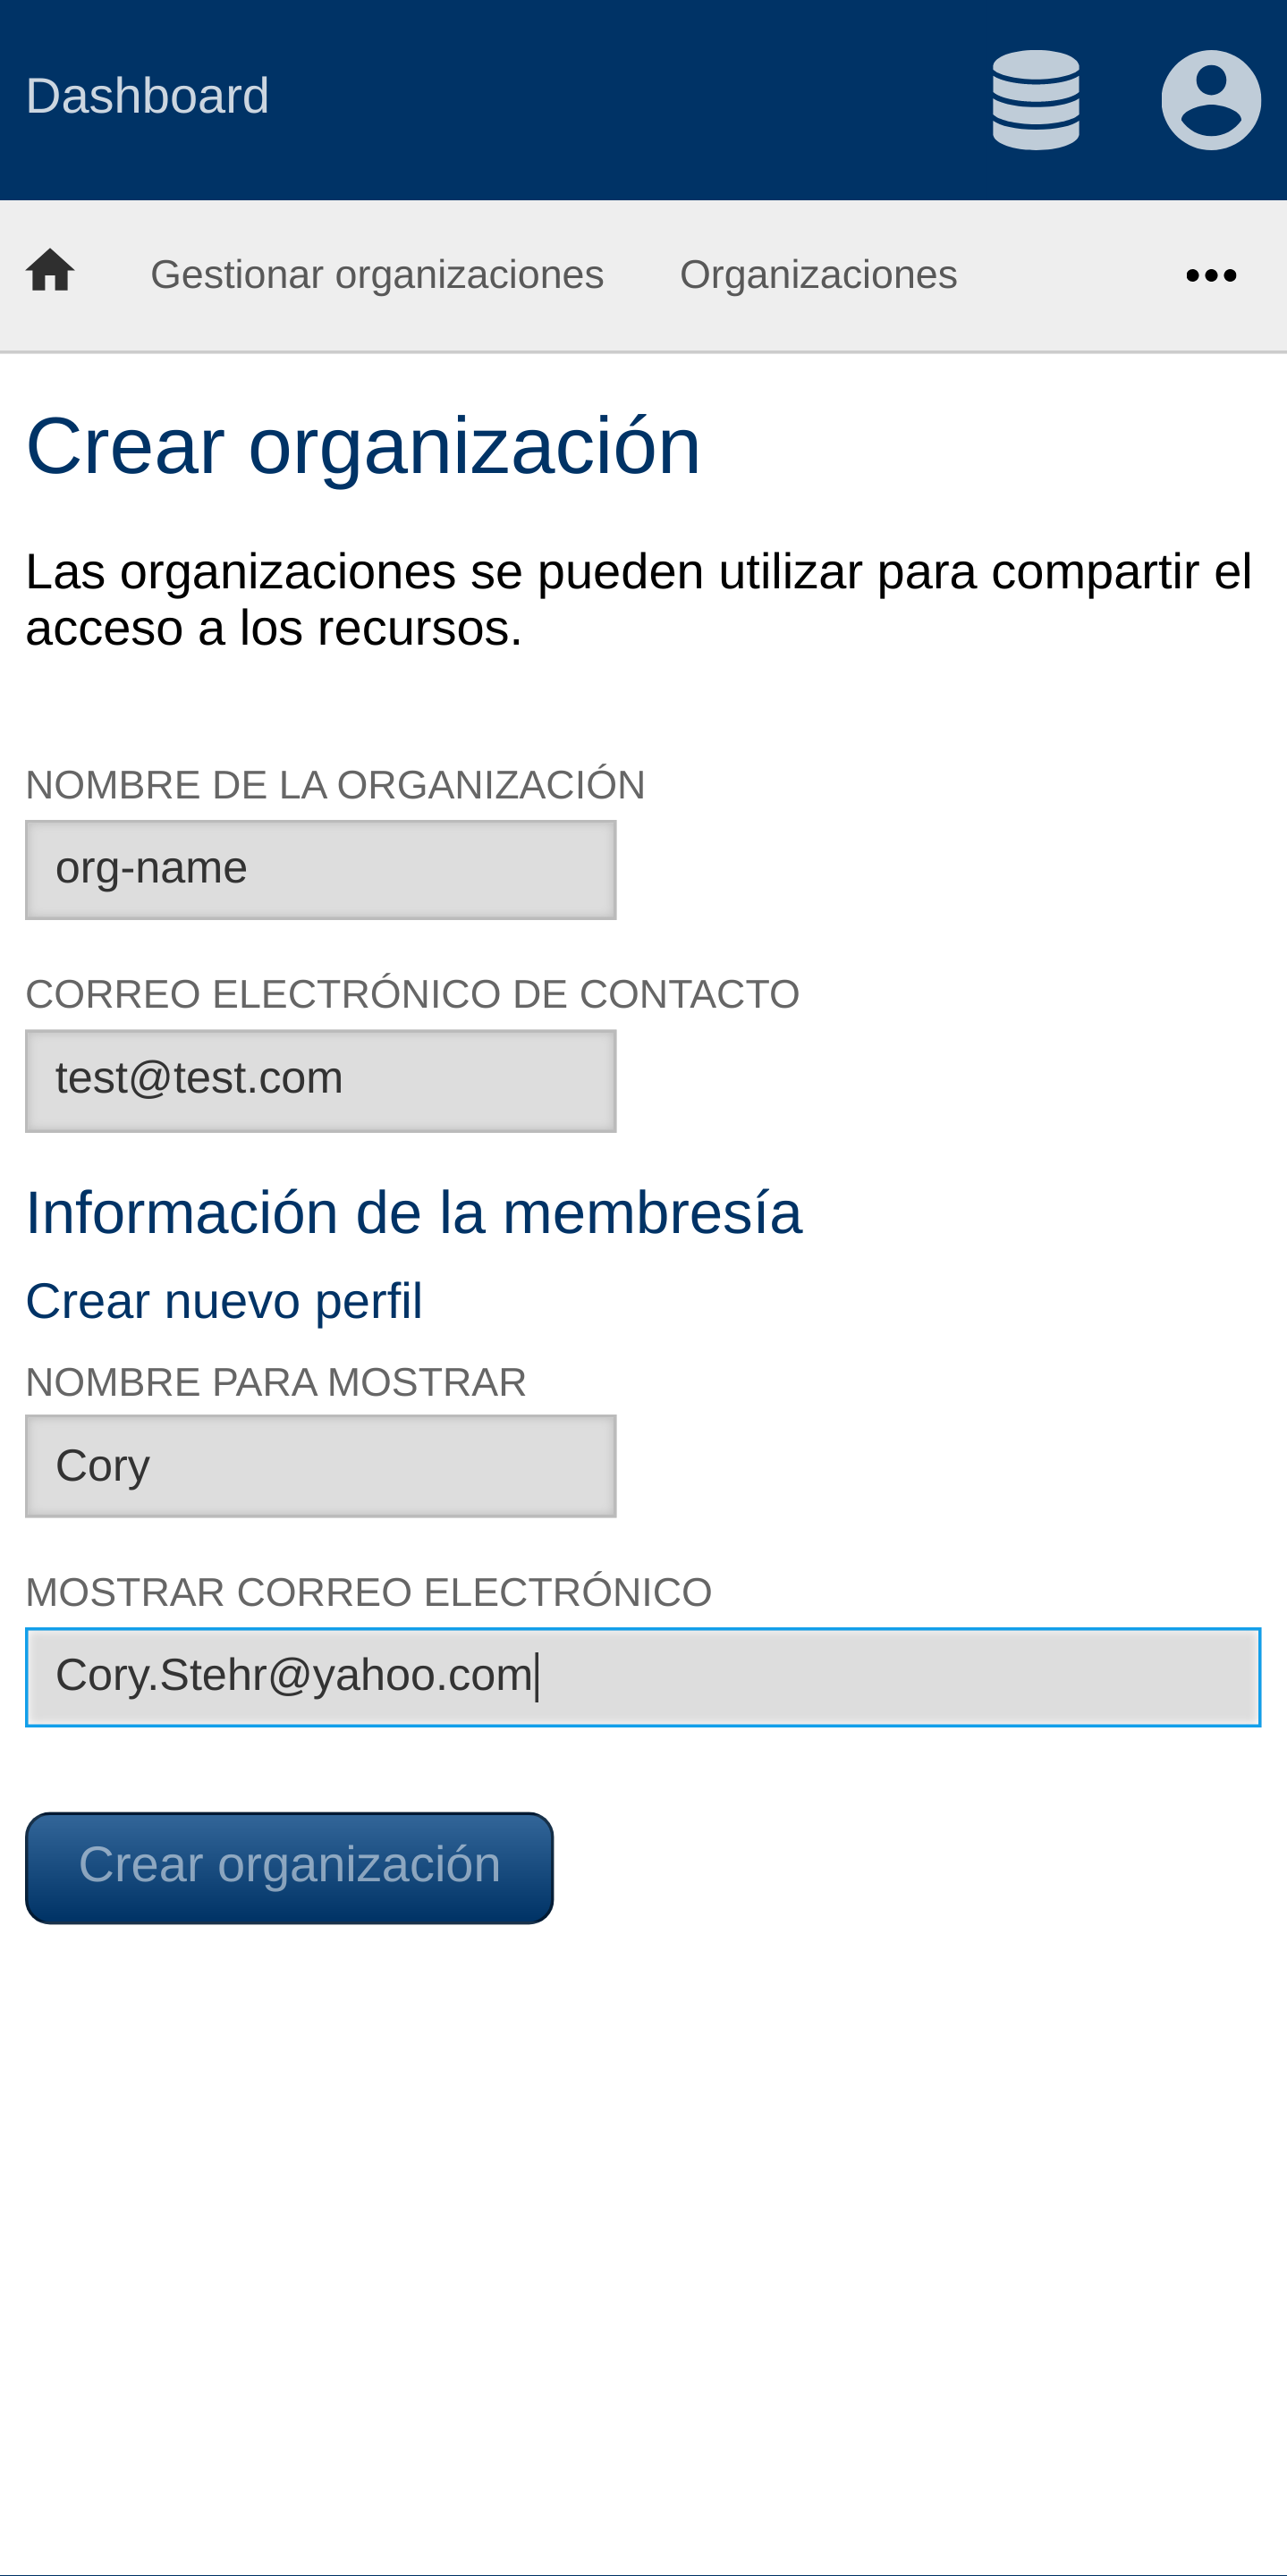 Dashboard
Gestionar organizaciones Organizaciones
Crear organización
Las organizaciones se pueden utilizar para compartir el
acceso a los recursos.
NOMBRE DE LA ORGANIZACIÓN
org-name
CORREO ELECTRÓNICO DE CONTACTO
test@test.com
Información de la membresía
Crear nuevo perfil
NOMBRE PARA MOSTRAR
Cory
MOSTRAR CORREO ELECTRÓNICO
Cory.Stehr@yahoo.com
Crear organización